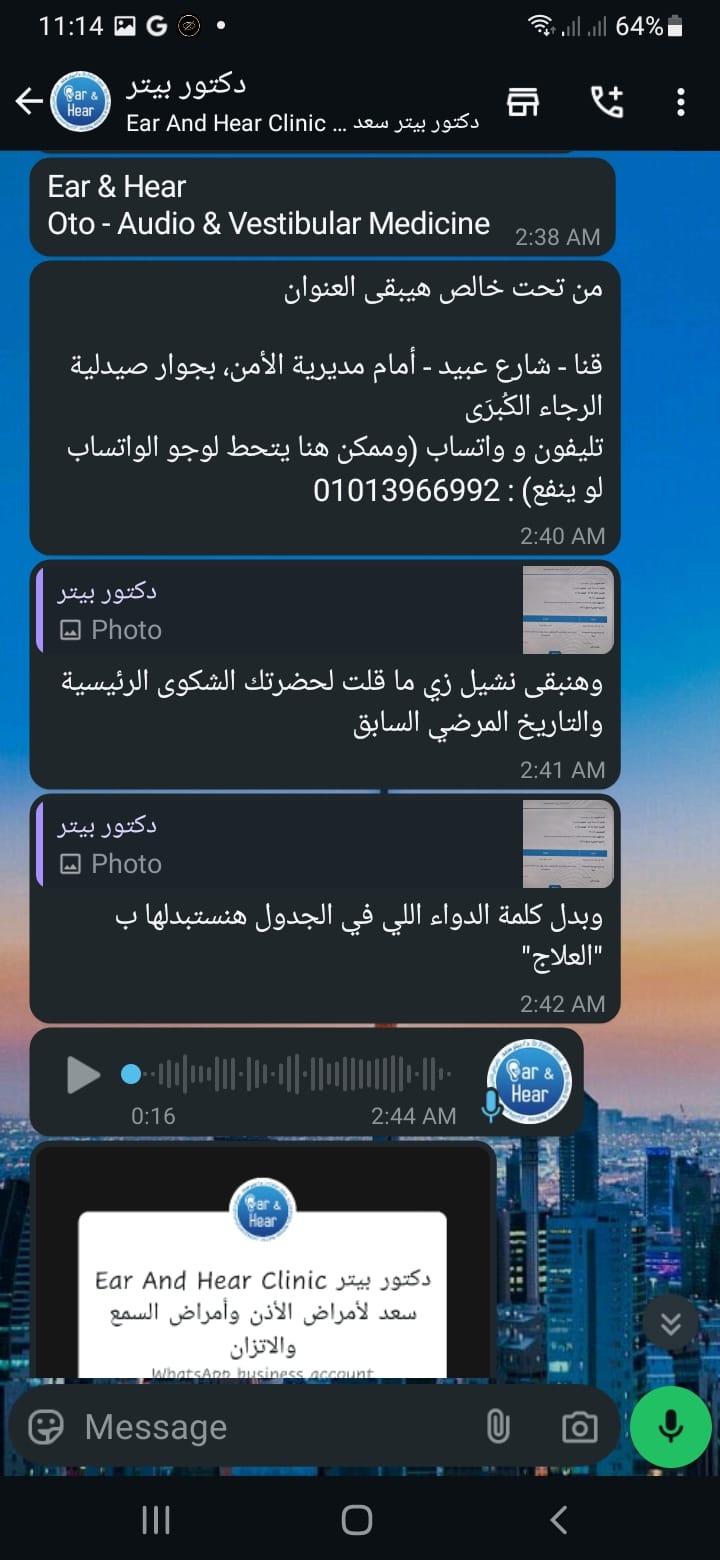 11:14
64%
دكتور بيتر
دكتور بيتر سعد ... Ear And Hear Clinic
Ear & Hear
Oto - Audio & Vestibular Medicine
2:38 AM
من تحت خالص هيبقى العنوان
قنا - شارع عبيد - أمام مديرية الأمن، بجوار صيدلية
الرجاء الكُبرَى
تليفون و واتساب (وممكن هنا يتحط لوجو الواتساب
لو ينفع) : 01013966992
2:40 AM
دكتور بيتر
Photo
وهنبقى نشيل زي ما قلت لحضرتك الشكوى الرئيسية
والتاريخ المرضي السابق
2:41 AM
دكتور بيتر
Photo
وبدل كلمة الدواء اللي في الجدول هنستبدلها ب
"العلاج"
2:42 AM
0:16
2:44 AM
Ear &
Hear
دكتور بيتر Ear And Hear Clinic
سعد لأمراض الأذن وأمراض السمع
والاتزان
WhatsApp business account
Message